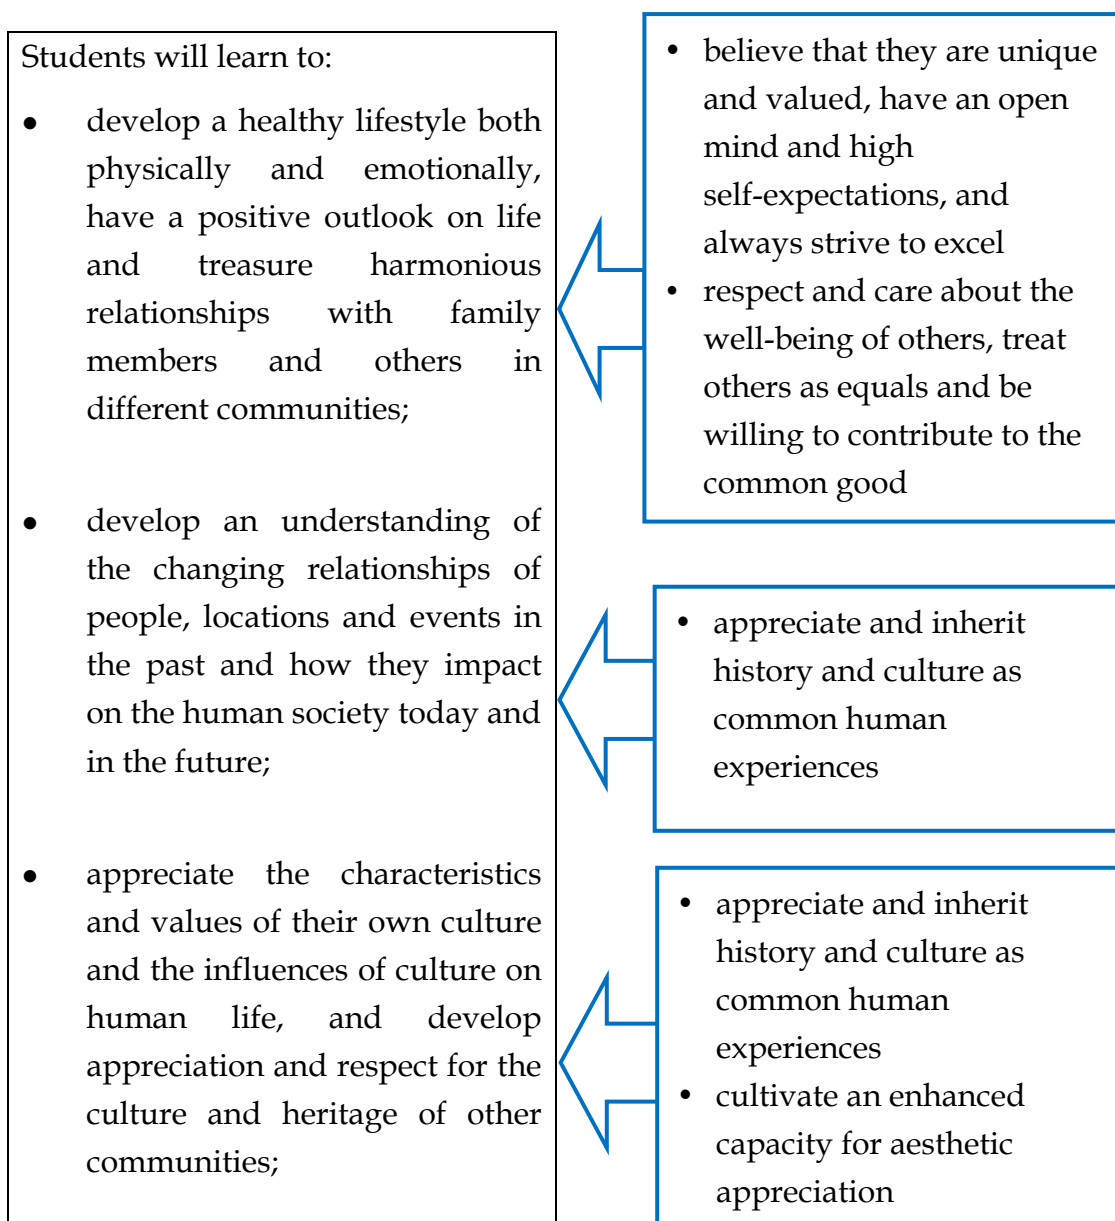 Students will learn to:
● develop a healthy lifestyle both
physically and emotionally,
have a positive outlook on life
and treasure harmonious
relationships with family
members and others in
different communities;
● develop an understanding of
the changing relationships of
people, locations and events in
the past and how they impact
on the human society today and
in the future;
● appreciate the characteristics
and values of their own culture
and the influences of culture on
human life, and develop
appreciation and respect for the
culture and heritage of other
communities;
• believe that they are unique
and valued, have an open
mind and high
self-expectations, and
always strive to excel
• respect and care about the
well-being of others, treat
others as equals and be
willing to contribute to the
common good
• appreciate and inherit
history and culture as
common human
experiences
• appreciate and inherit
history and culture as
common human
experiences
• cultivate an enhanced
capacity for aesthetic
appreciation